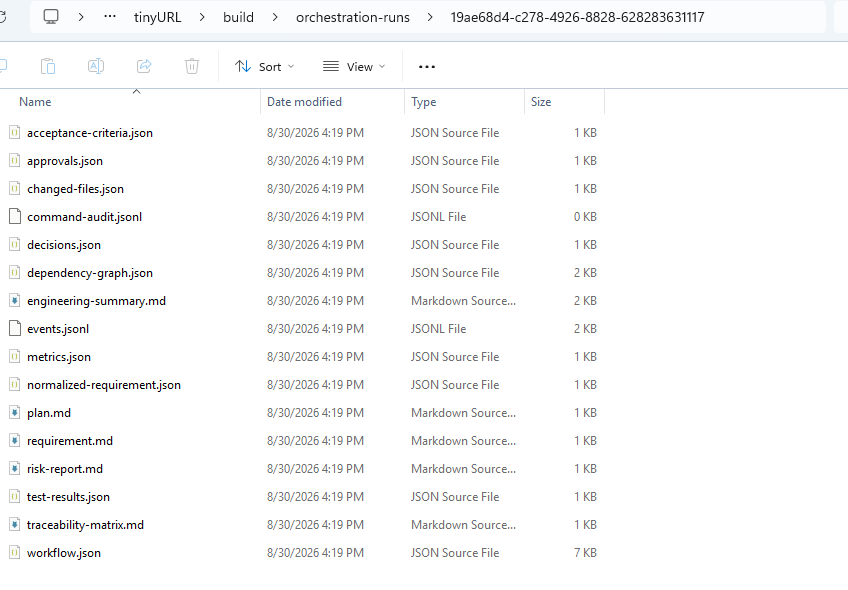 tinyURL > build > orchestration-runs > 19ae68d4-c278-4926-8828-628283631117
Sort View
Name Date modified Type Size
acceptance-criteria.json 8/30/2026 4:19 PM JSON Source File 1 KB
approvals.json 8/30/2026 4:19 PM JSON Source File 1 KB
changed-files.json 8/30/2026 4:19 PM JSON Source File 1 KB
command-audit.jsonl 8/30/2026 4:19 PM JSONL File 0 KB
decisions.json 8/30/2026 4:19 PM JSON Source File 1 KB
dependency-graph.json 8/30/2026 4:19 PM JSON Source File 2 KB
engineering-summary.md 8/30/2026 4:19 PM Markdown Source... 2 KB
events.jsonl 8/30/2026 4:19 PM JSONL File 2 KB
metrics.json 8/30/2026 4:19 PM JSON Source File 1 KB
normalized-requirement.json 8/30/2026 4:19 PM JSON Source File 1 KB
plan.md 8/30/2026 4:19 PM Markdown Source... 1 KB
requirement.md 8/30/2026 4:19 PM Markdown Source... 1 KB
risk-report.md 8/30/2026 4:19 PM Markdown Source... 1 KB
test-results.json 8/30/2026 4:19 PM JSON Source File 1 KB
traceability-matrix.md 8/30/2026 4:19 PM Markdown Source... 1 KB
workflow.json 8/30/2026 4:19 PM JSON Source File 7 KB